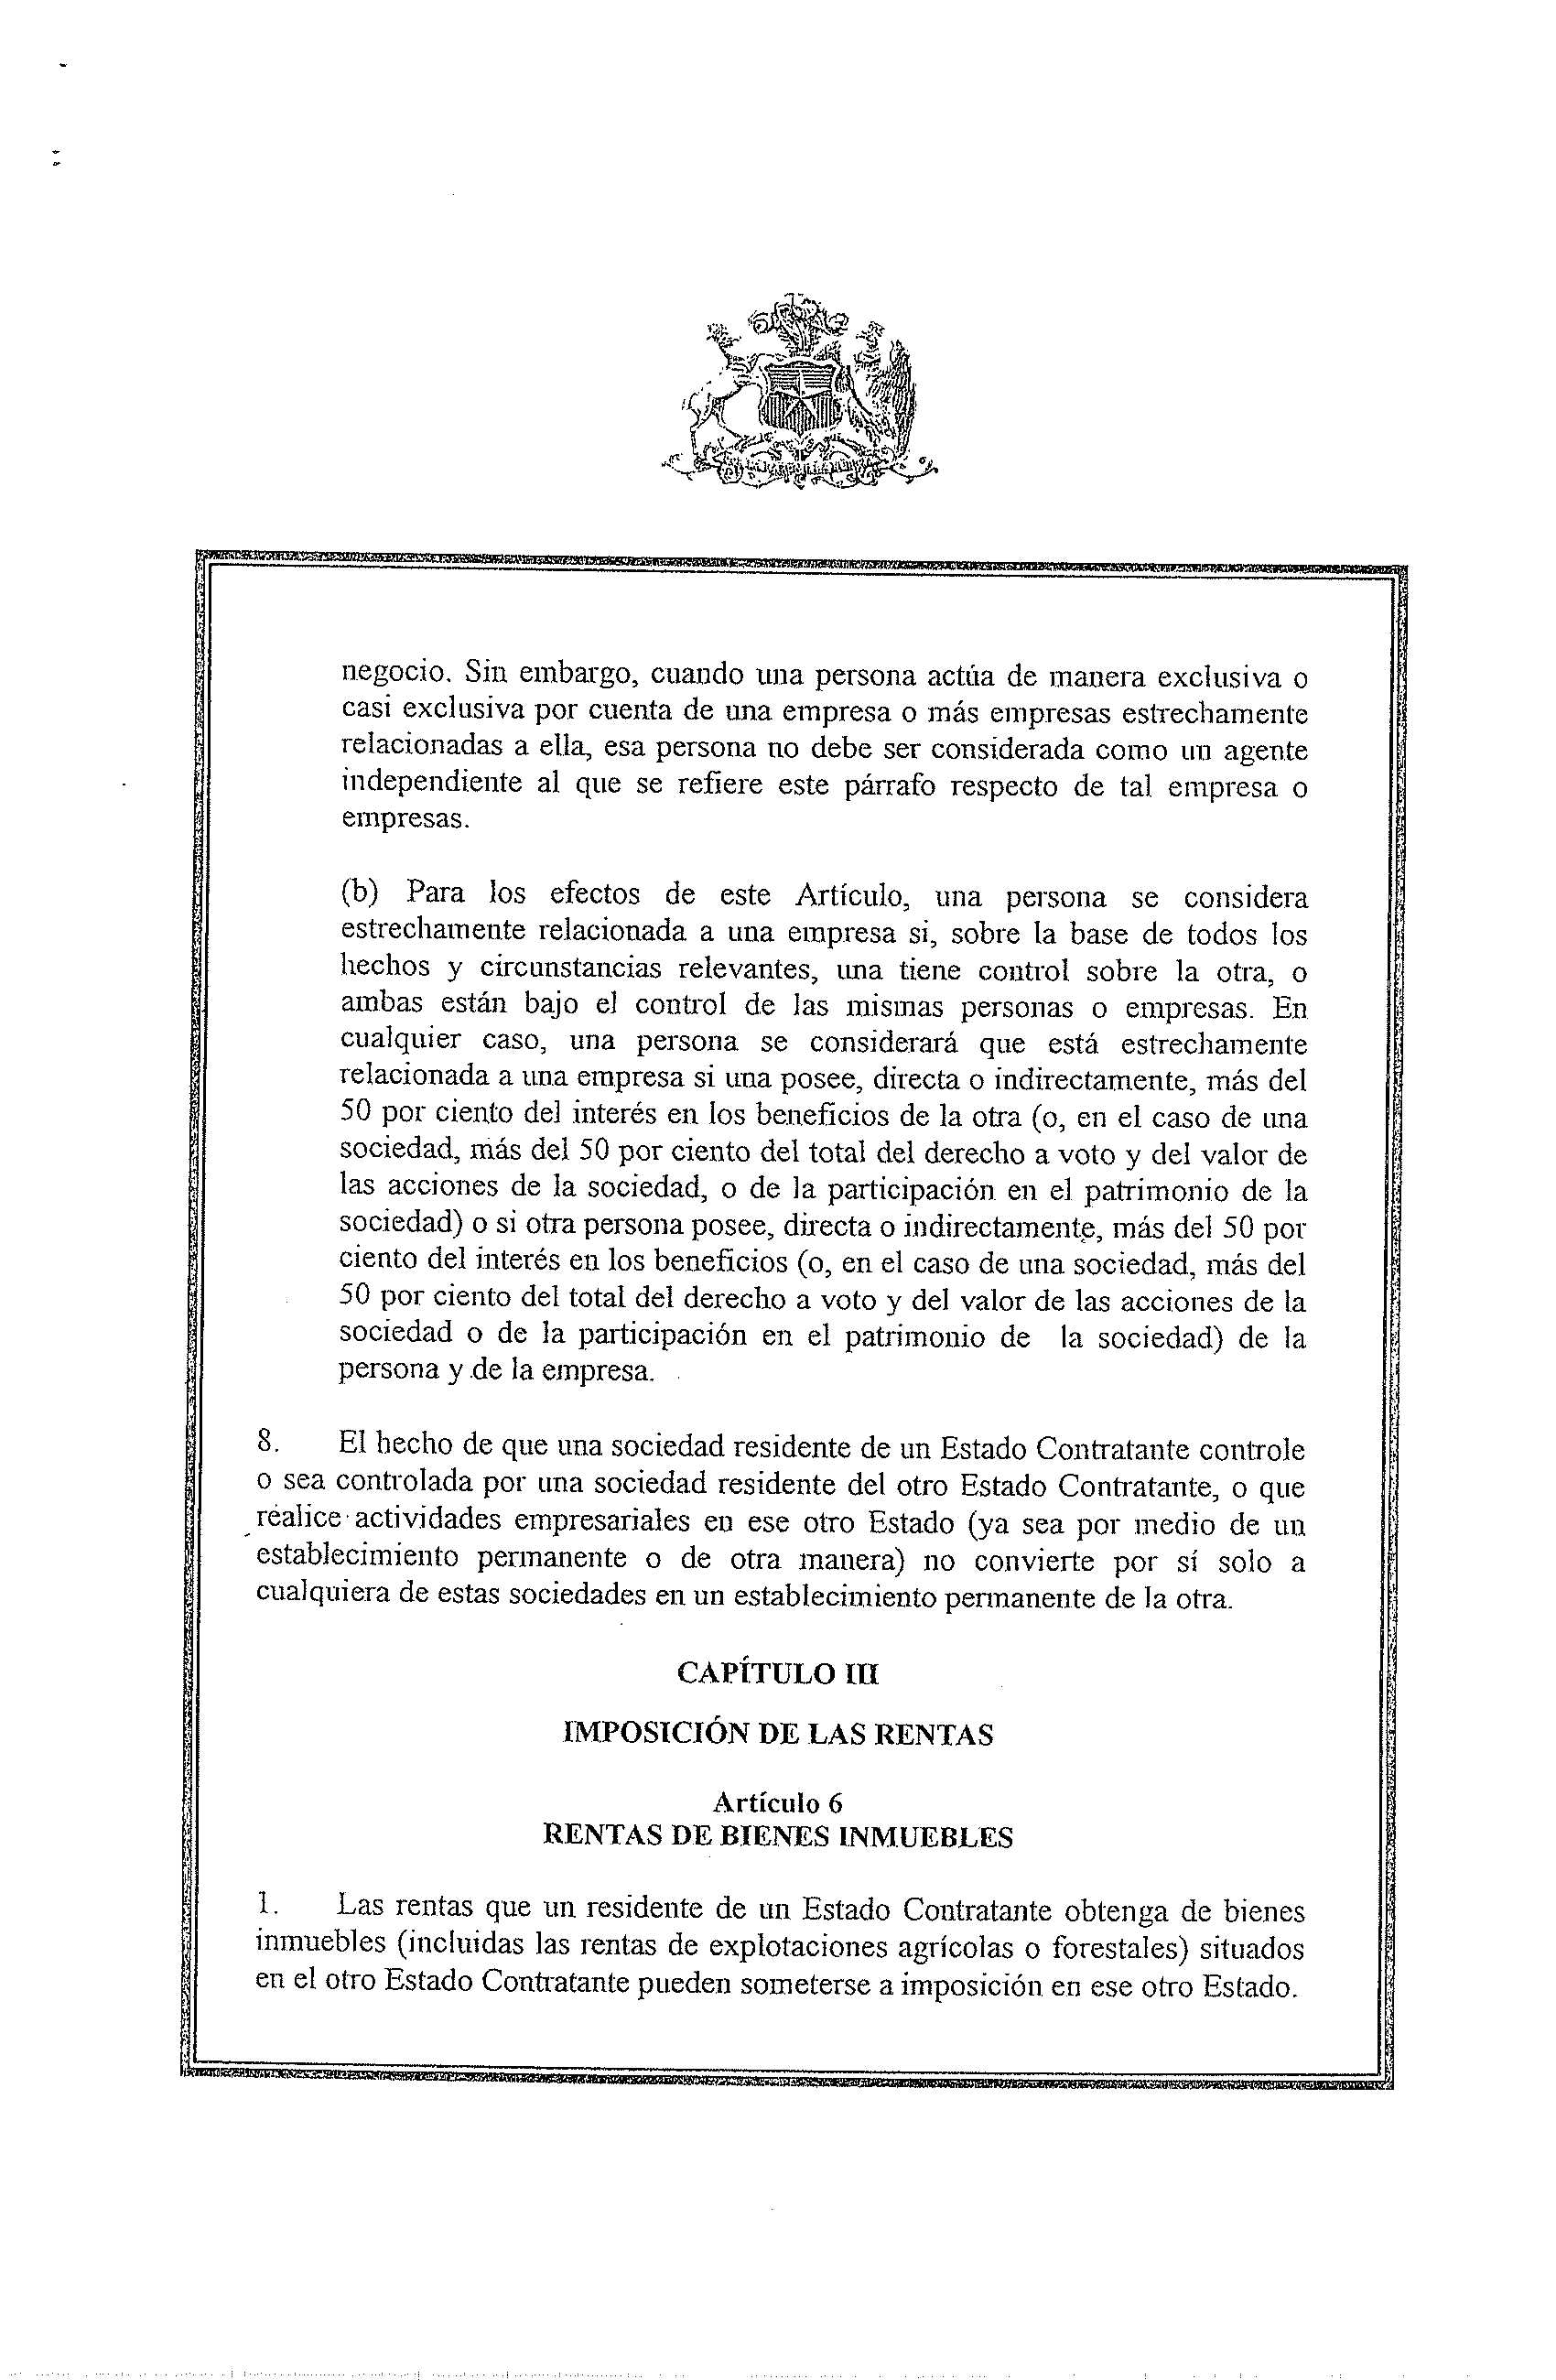 negocio. Sin embargo, cuando una persona actúa de manera exclusiva o
casi exclusiva por cuenta de una empresa o más empresas estrechamente
relacionadas a ella, esa persona no debe ser considerada como un agente
independiente al que se refiere este párrafo respecto de tal empresa o
empresas.
(b) Para los efectos de este Artículo, una persona se considera
estrechamente relacionada a una empresa si, sobre la base de todos los
hechos y circunstancias relevantes, una tiene control sobre la otra, o
ambas están bajo el control de las mismas personas o empresas. En
cualquier caso, una persona se considerará que está estrechamente
relacionada a una empresa si una posee, directa o indirectamente, más del
50 por ciento del interés en los beneficios de la otra (o, en el caso de una
sociedad, más del 50 por ciento del total del derecho a voto y del valor de
las acciones de la sociedad, o de la participación en el patrimonio de la
sociedad) o si otra persona posee, directa o indirectamente, más del 50 por
ciento del interés en los beneficios (o, en el caso de una sociedad, más del
50 por ciento del total del derecho a voto y del valor de las acciones de la
sociedad o de la participación en el patrimonio de la sociedad) de la
persona y de la empresa.
8. El hecho de que una sociedad residente de un Estado Contratante controle
o sea controlada por una sociedad residente del otro Estado Contratante, o que
realice actividades empresariales en ese otro Estado (ya sea por medio de un
establecimiento permanente o de otra manera) no convierte por sí solo a
cualquiera de estas sociedades en un establecimiento permanente de la otra.
CAPÍTULO III
IMPOSICIÓN DE LAS RENTAS
Artículo 6
RENTAS DE BIENES INMUEBLES
1. Las rentas que un residente de un Estado Contratante obtenga de bienes
inmuebles (incluidas las rentas de explotaciones agrícolas o forestales) situados
en el otro Estado Contratante pueden someterse a imposición en ese otro Estado.